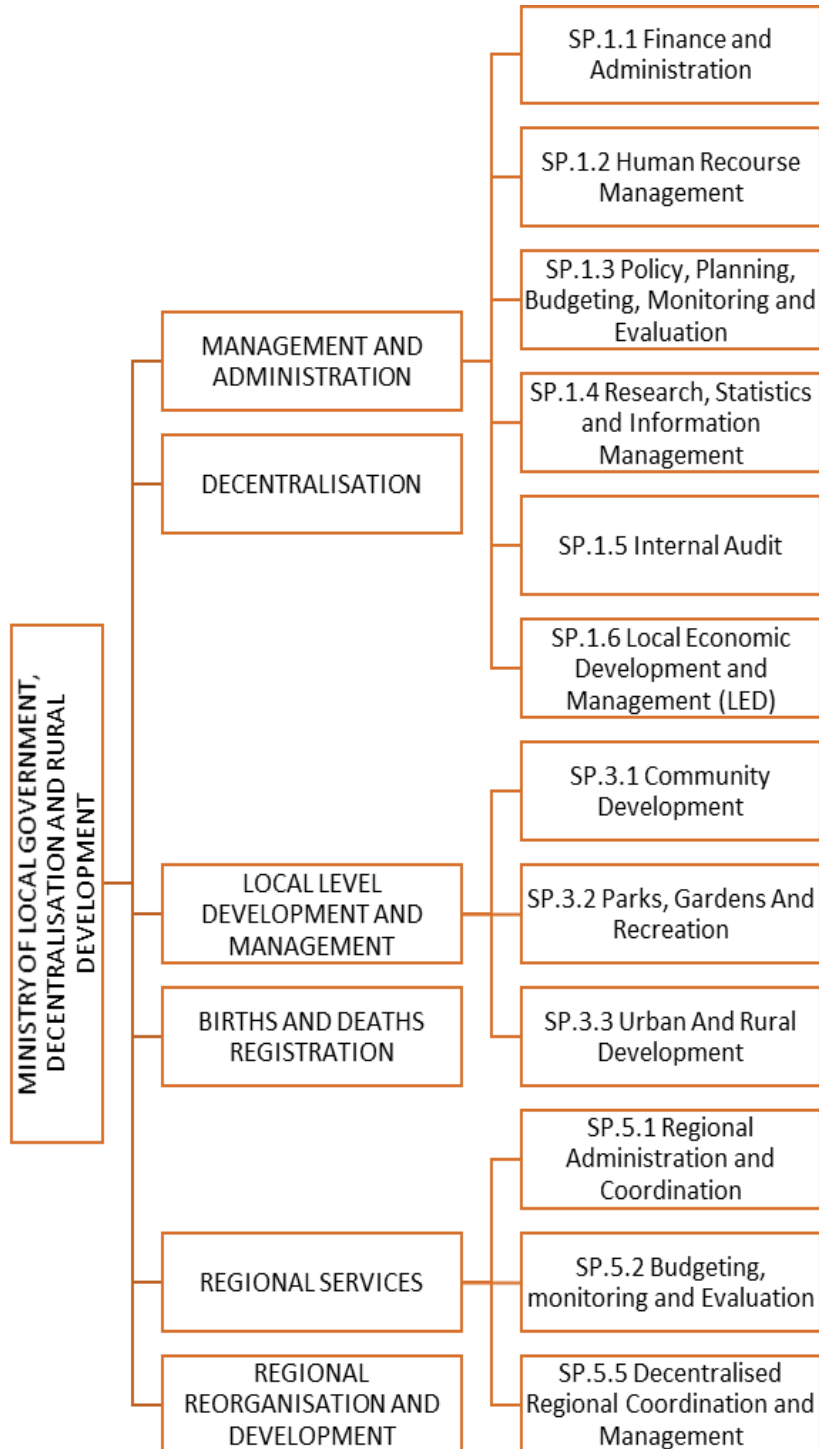 MINISTRY OF LOCAL GOVERNMENT,
DECENTRALISATION AND RURAL
DEVELOPMENT
MANAGEMENT AND
ADMINISTRATION
SP.1.1 Finance and
Administration
SP.1.2 Human Recourse
Management
SP.1.3 Policy, Planning,
Budgeting, Monitoring and
Evaluation
SP.1.4 Research, Statistics
and Information
Management
SP.1.5 Internal Audit
SP.1.6 Local Economic
Development and
Management (LED)
DECENTRALISATION
LOCAL LEVEL
DEVELOPMENT AND
MANAGEMENT
SP.3.1 Community
Development
SP.3.2 Parks, Gardens And
Recreation
SP.3.3 Urban And Rural
Development
BIRTHS AND DEATHS
REGISTRATION
REGIONAL SERVICES
SP.5.1 Regional
Administration and
Coordination
SP.5.2 Budgeting,
monitoring and Evaluation
SP.5.5 Decentralised
Regional Coordination and
Management
REGIONAL
REORGANISATION AND
DEVELOPMENT